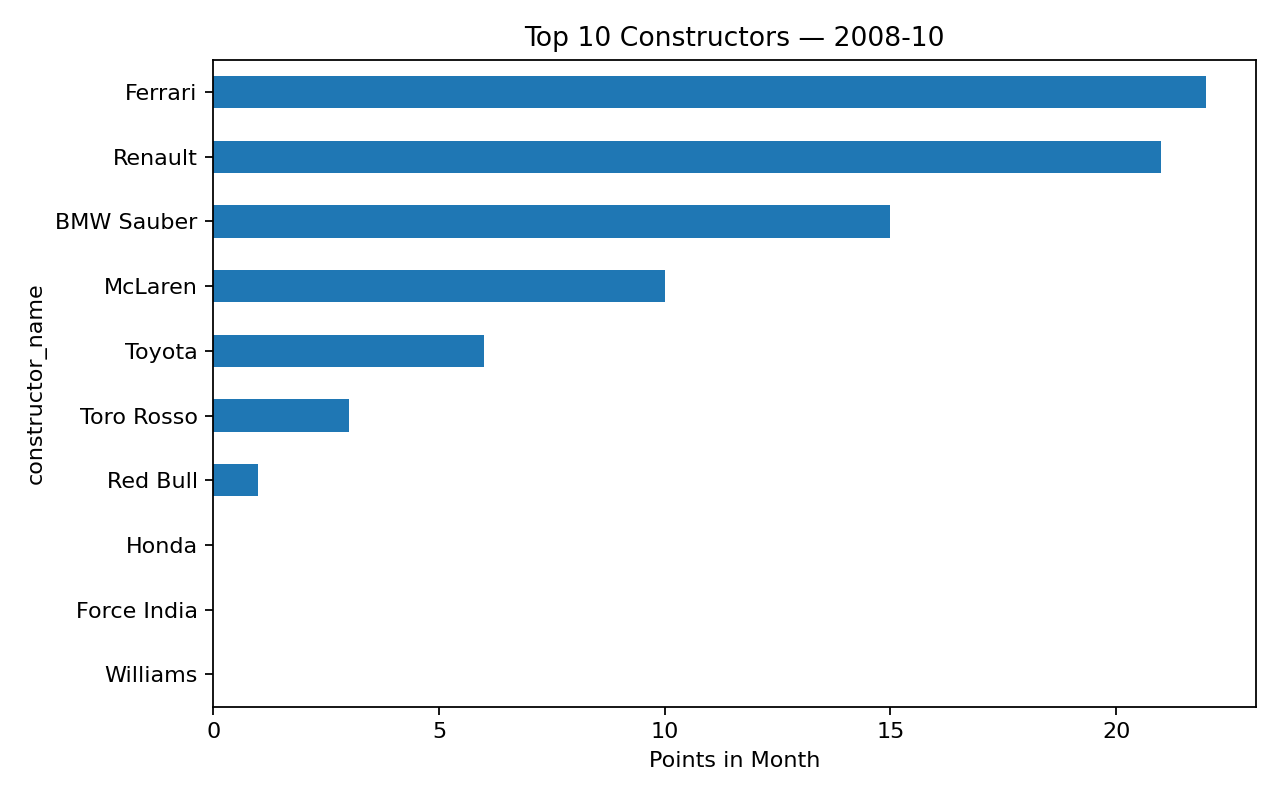 Top 10 Constructors — 2008-10
constructor_name
Ferrari
Renault
BMW Sauber
McLaren
Toyota
Toro Rosso
Red Bull
Honda
Force India
Williams
0 5 10 15 20
Points in Month